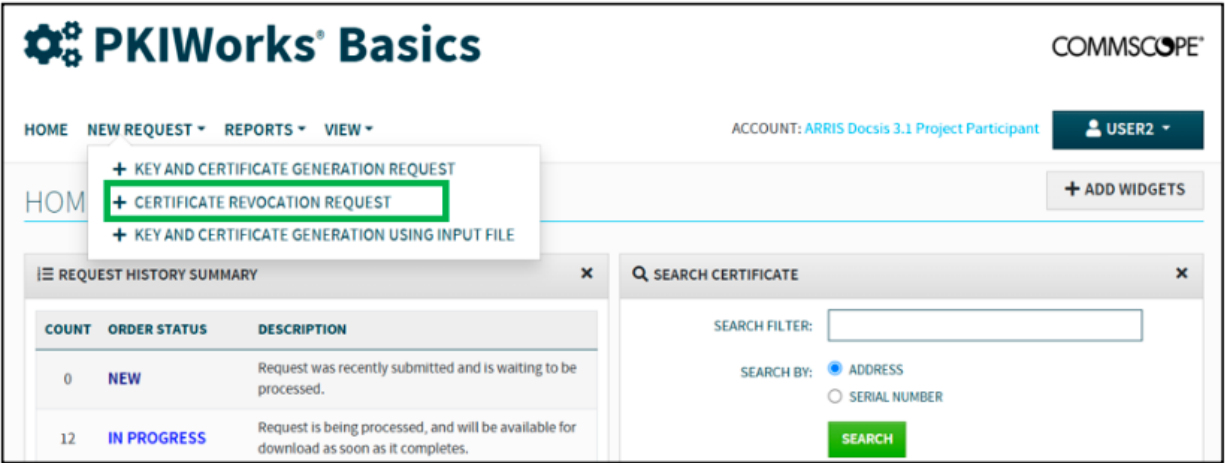 PKIWorks® Basics
COMMSCOPE®
HOME NEW REQUEST REPORTS VIEW
ACCOUNT: ARRIS Docsis 3.1 Project Participant
USER2
+ KEY AND CERTIFICATE GENERATION REQUEST
+ CERTIFICATE REVOCATION REQUEST
+ KEY AND CERTIFICATE GENERATION USING INPUT FILE
HOM
+ ADD WIDGETS
REQUEST HISTORY SUMMARY
COUNT ORDER STATUS DESCRIPTION
0 NEW Request was recently submitted and is waiting to be
processed.
12 IN PROGRESS Request is being processed, and will be available for
download as soon as it completes.
SEARCH CERTIFICATE
SEARCH FILTER:
SEARCH BY: ADDRESS
SERIAL NUMBER
SEARCH